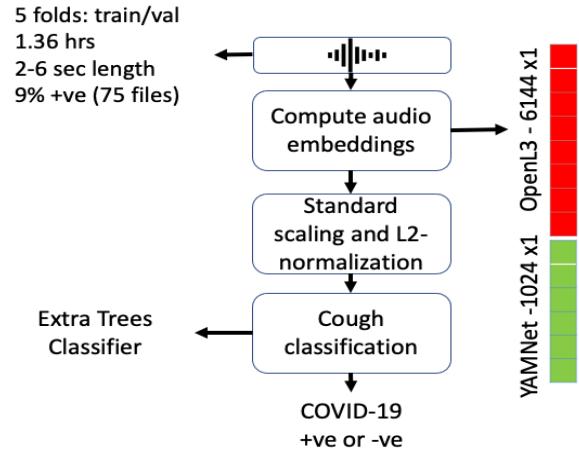 5 folds: train/val
1.36 hrs
2-6 sec length
9% +ve (75 files)
Compute audio
embeddings
OpenL3 - 6144 x1
Standard
scaling and L2-
normalization
YAMNet -1024 x1
Extra Trees
Classifier
Cough
classification
COVID-19
+ve or -ve